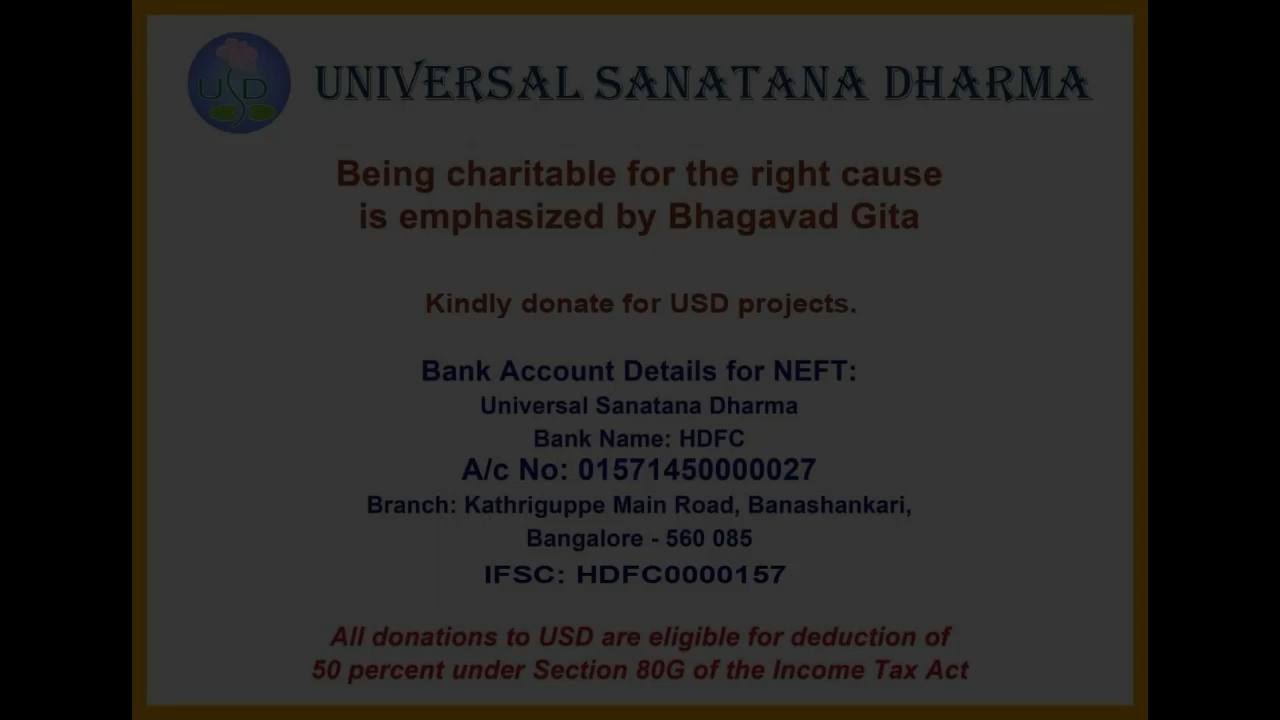 USD
UNIVERSAL SANATANA DHARMA
Being charitable for the right cause
is emphasized by Bhagavad Gita
Kindly donate for USD projects.
Bank Account Details for NEFT:
Universal Sanatana Dharma
Bank Name: HDFC
A/c No: 01571450000027
Branch: Kathriguppe Main Road, Banashankari,
Bangalore - 560 085
IFSC: HDFC0000157
All donations to USD are eligible for deduction of
50 percent under Section 80G of the Income Tax Act